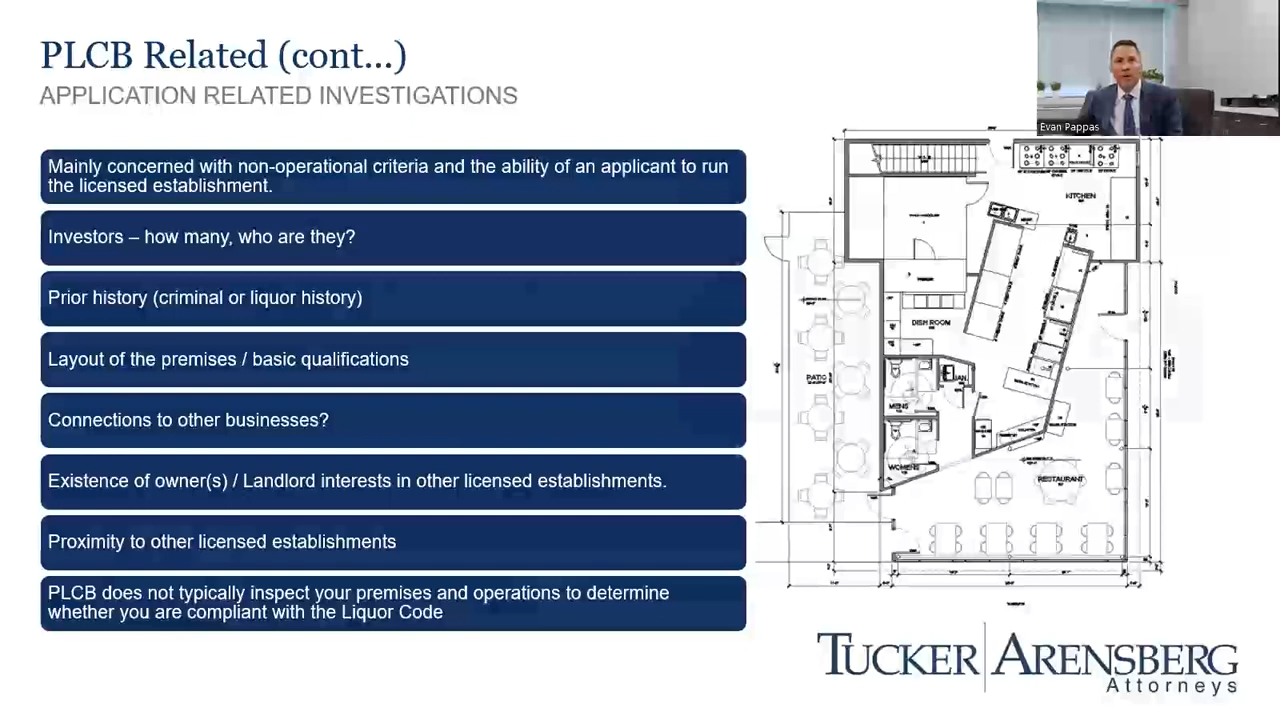 PLCB Related (cont...)
APPLICATION RELATED INVESTIGATIONS
Evan Pappas
Mainly concerned with non-operational criteria and the ability of an applicant to run
the licensed establishment.
Investors – how many, who are they?
Prior history (criminal or liquor history)
Layout of the premises / basic qualifications
Connections to other businesses?
Existence of owner(s) / Landlord interests in other licensed establishments.
Proximity to other licensed establishments
PLCB does not typically inspect your premises and operations to determine
whether you are compliant with the Liquor Code
KITCHEN
DISH ROOM
PATIO
JAN.
MENS
WOMENS
RESTAURANT
TUCKER ARENSBERG
Attorneys